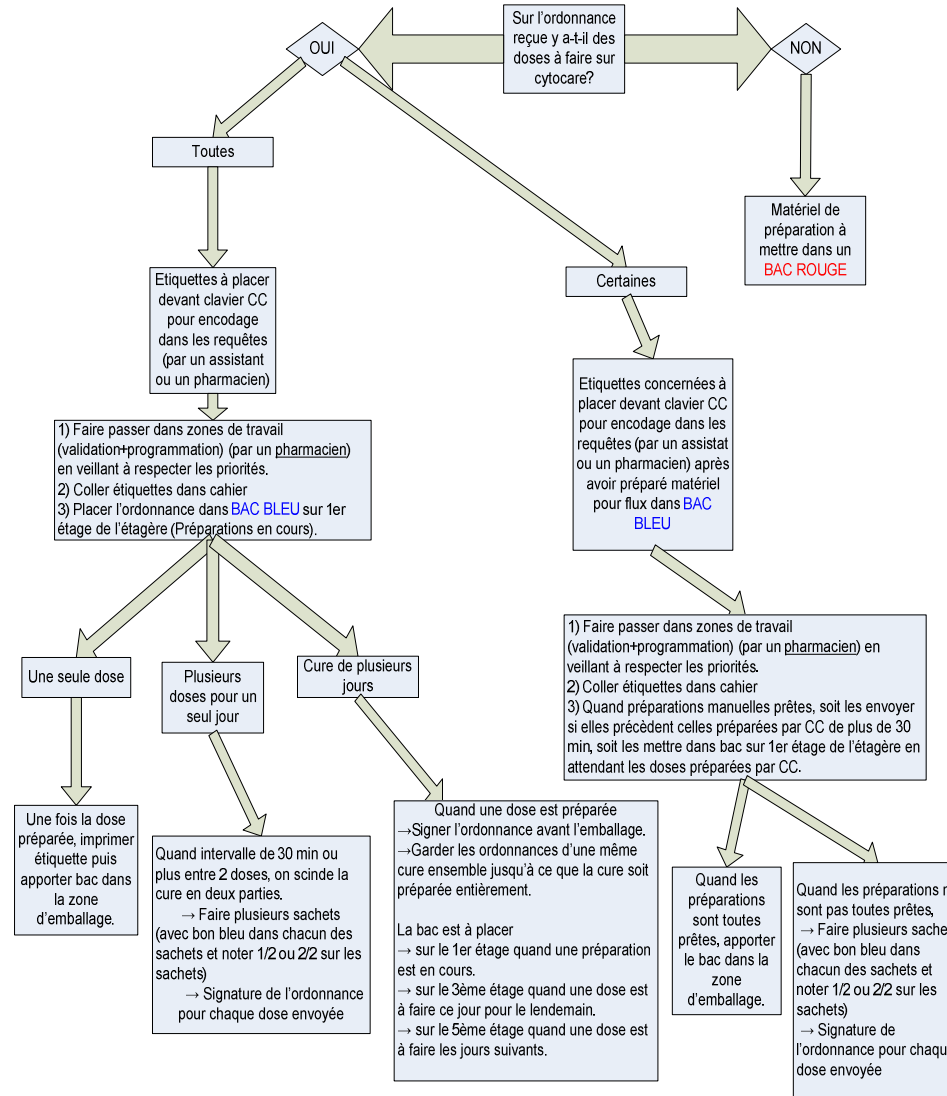 Sur l'ordonnance
reçue y a-t-il des
doses à faire sur
cytocare?
OUI
NON
Toutes
Matériel de
préparation à
mettre dans un
BAC ROUGE
Etiquettes à placer
devant clavier CC
pour encodage
dans les requêtes
(par un assistant
ou un pharmacien)
Certaines
1) Faire passer dans zones de travail
(validation+programmation) (par un pharmacien)
en veillant à respecter les priorités.
2) Coller étiquettes dans cahier
3) Placer l'ordonnance dans BAC BLEU sur 1er
étage de l'étagère (Préparations en cours).
Etiquettes concernées à
placer devant clavier CC
pour encodage dans les
requêtes (par un assistat
ou un pharmacien) après
avoir préparé matériel
pour flux dans BAC
BLEU
Une seule dose
Plusieurs
doses pour un
seul jour
Cure de plusieurs
jours
1) Faire passer dans zones de travail
(validation+programmation) (par un pharmacien) en
veillant à respecter les priorités.
2) Coller étiquettes dans cahier
3) Quand préparations manuelles prêtes, soit les envoyer
si elles précèdent celles préparées par CC de plus de 30
min, soit les mettre dans bac sur 1er étage de l'étagère en
attendant les doses préparées par CC.
Une fois la dose
préparée, imprimer
étiquette puis
apporter bac dans
la zone
d'emballage.
Quand intervalle de 30 min ou
plus entre 2 doses, on scinde la
cure en deux parties.
→ Faire plusieurs sachets
(avec bon bleu dans chacun des
sachets et noter 1/2 ou 2/2 sur les
sachets)
→ Signature de l'ordonnance
pour chaque dose envoyée
Quand une dose est préparée
→Signer l'ordonnance avant l'emballage.
→Garder les ordonnances d'une même
cure ensemble jusqu'à ce que la cure soit
préparée entièrement.
La bac est à placer
→ sur le 1er étage quand une préparation
est en cours.
→ sur le 3ème étage quand une dose est
à faire ce jour pour le lendemain.
→ sur le 5ème étage quand une dose est
à faire les jours suivants.
Quand les
préparations
sont toutes
prêtes, apporter
le bac dans la
zone
d'emballage.
Quand les préparations
sont pas toutes prêtes,
→ Faire plusieurs
(avec bon bleu dans
chacun des sachets et
noter 1/2 ou 2/2 sur les
sachets)
→ Signature de
l'ordonnance pour
dose envoyée